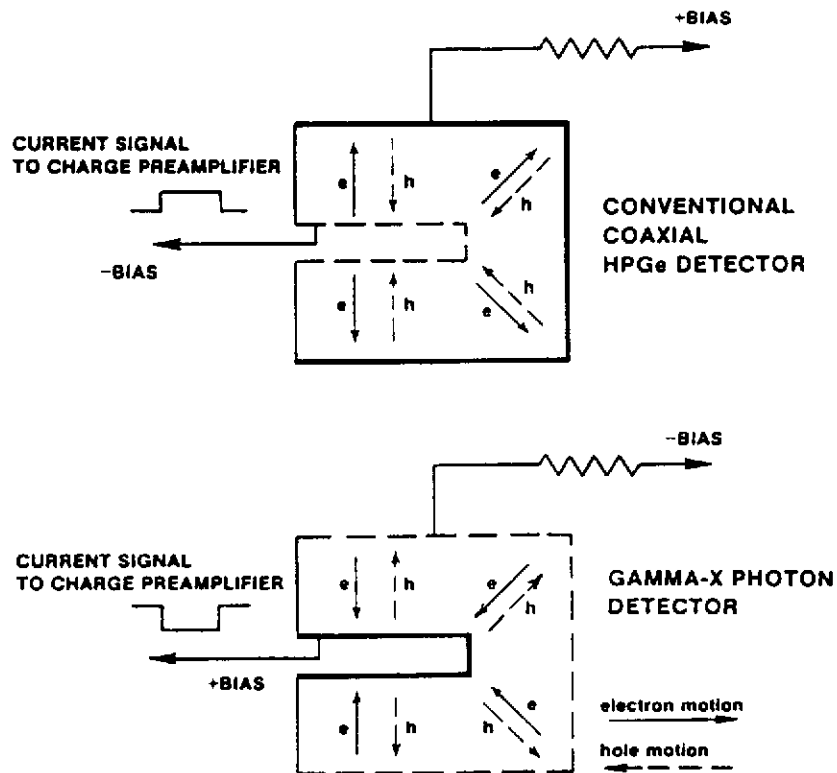 +BIAS
CURRENT SIGNAL
TO CHARGE PREAMPLIFIER
e
h
e
h
CONVENTIONAL
COAXIAL
HPGe DETECTOR
−BIAS
e
h
h
e
−BIAS
CURRENT SIGNAL
TO CHARGE PREAMPLIFIER
e
h
e
h
GAMMA-X PHOTON
DETECTOR
+BIAS
e
h
e
h
electron motion
hole motion